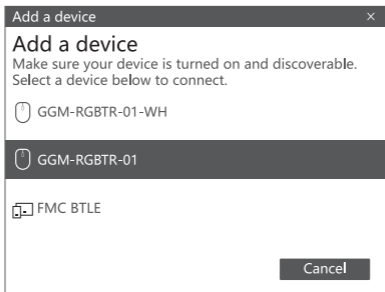 Add a device ×
Add a device
Make sure your device is turned on and discoverable.
Select a device below to connect.
GGM-RGBTR-01-WH
GGM-RGBTR-01
FMC BTLE
Cancel